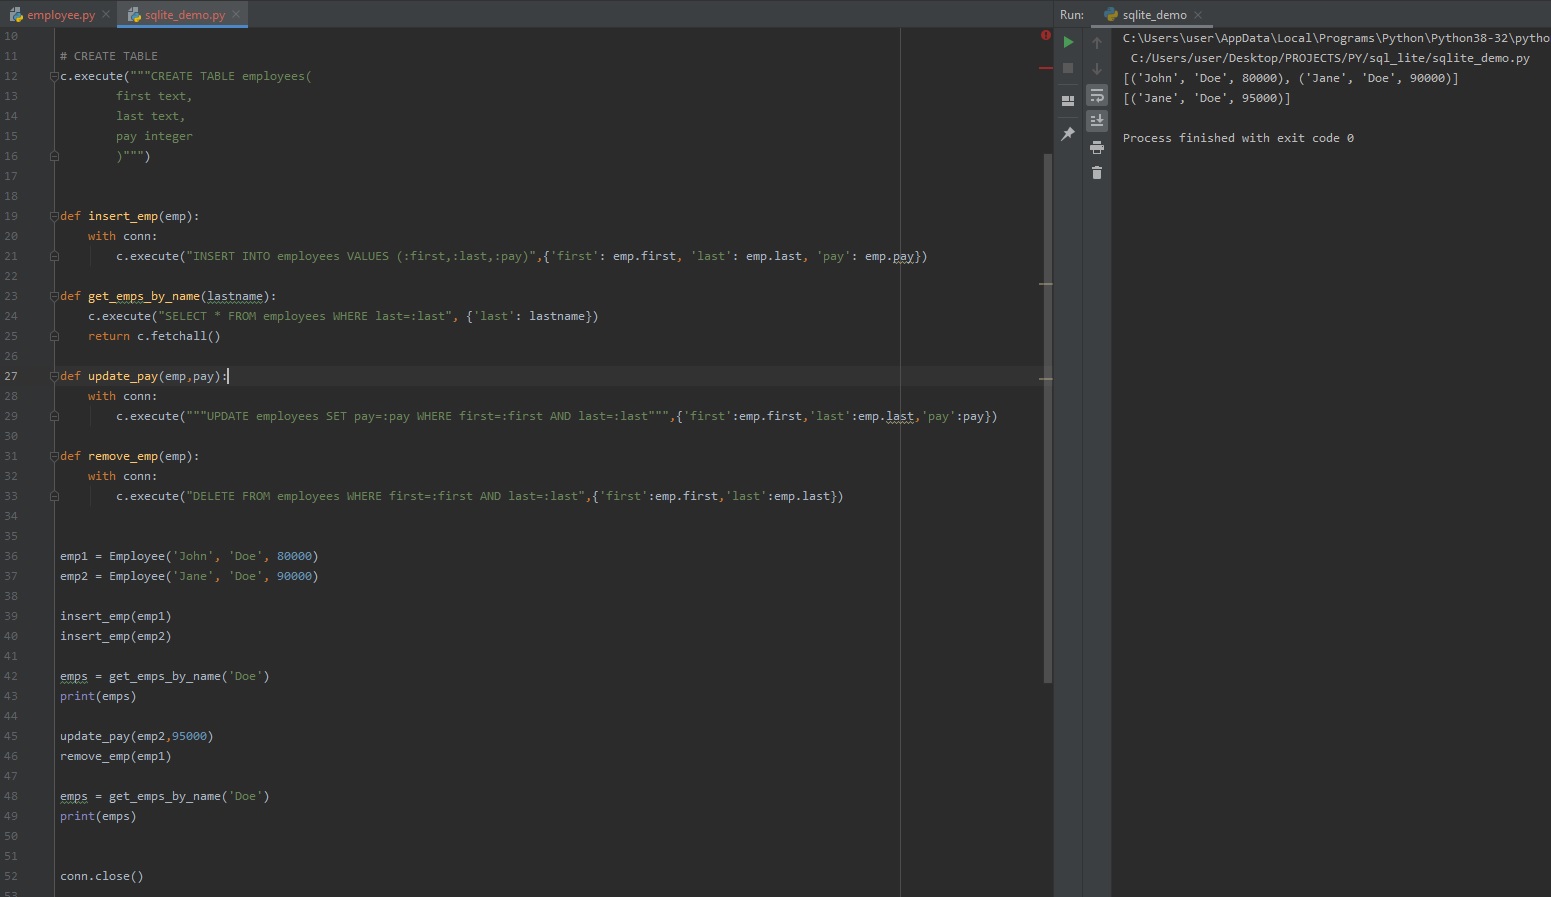 employee.py
sqlite_demo.py
Run:
sqlite_demo
10
11 # CREATE TABLE
12 c.execute("""CREATE TABLE employees(
13 first text,
14 last text,
15 pay integer
16 )""")
17
18
19 def insert_emp(emp):
20 with conn:
21 c.execute("INSERT INTO employees VALUES (:first,:last,:pay)",{'first': emp.first, 'last': emp.last, 'pay': emp.pay})
22
23 def get_emps_by_name(lastname):
24 c.execute("SELECT * FROM employees WHERE last=:last", {'last': lastname})
25 return c.fetchall()
26
27 def update_pay(emp,pay):
28 with conn:
29 c.execute("""UPDATE employees SET pay=:pay WHERE first=:first AND last=:last""",{'first':emp.first,'last':emp.last,'pay':pay})
30
31 def remove_emp(emp):
32 with conn:
33 c.execute("DELETE FROM employees WHERE first=:first AND last=:last",{'first':emp.first,'last':emp.last})
34
35
36 emp1 = Employee('John', 'Doe', 80000)
37 emp2 = Employee('Jane', 'Doe', 90000)
38
39 insert_emp(emp1)
40 insert_emp(emp2)
41
42 emps = get_emps_by_name('Doe')
43 print(emps)
44
45 update_pay(emp2,95000)
46 remove_emp(emp1)
47
48 emps = get_emps_by_name('Doe')
49 print(emps)
50
51
52 conn.close()
53
C:\Users\user\AppData\Local\Programs\Python\Python38-32\pytho
C:/Users/user/Desktop/PROJECTS/PY/sql_lite/sqlite_demo.py
[('John', 'Doe', 80000), ('Jane', 'Doe', 90000)]
[('Jane', 'Doe', 95000)]
Process finished with exit code 0